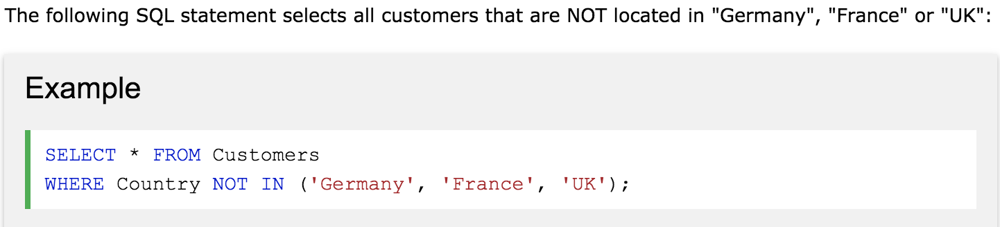 The following SQL statement selects all customers that are NOT located in "Germany", "France" or "UK":
Example
SELECT * FROM Customers
WHERE Country NOT IN ('Germany', 'France', 'UK');